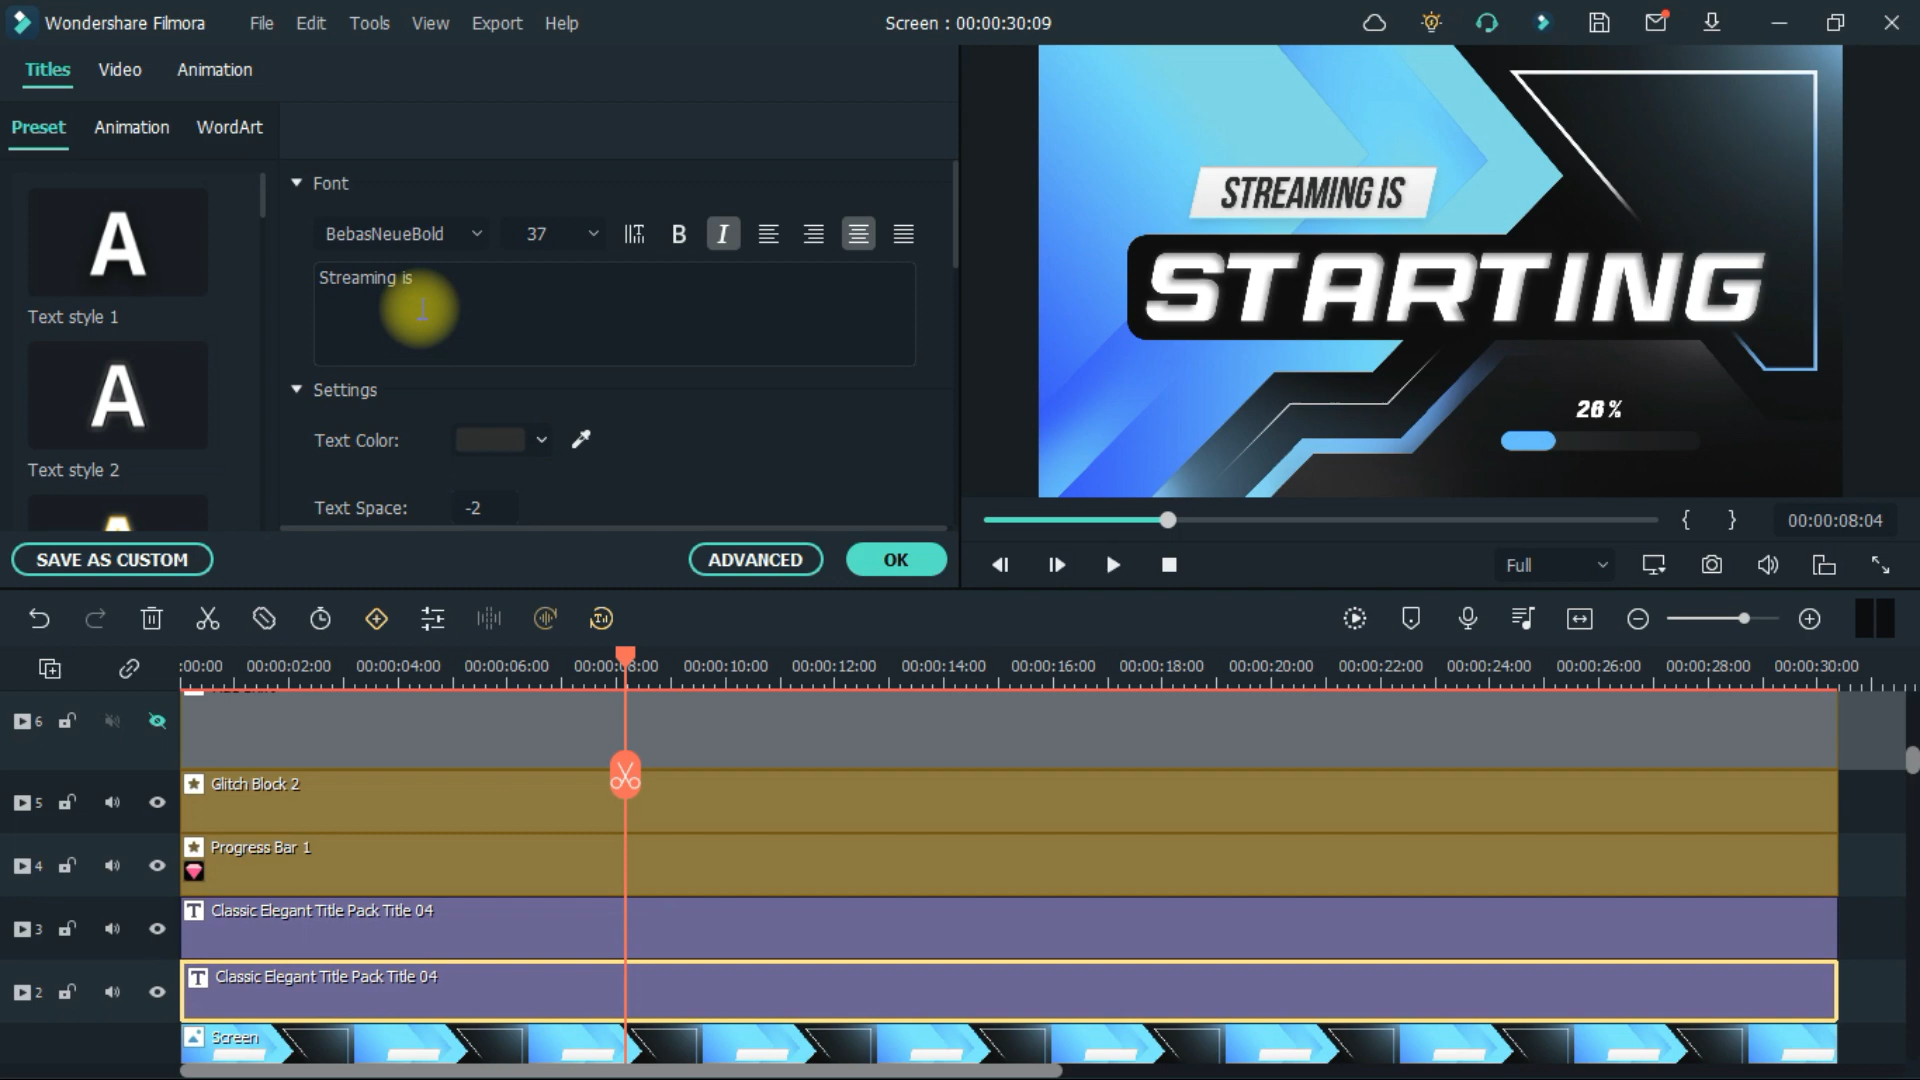 Wondershare Filmora
File
Edit
Tools
View
Export
Help
Screen : 00:00:30:09
Titles
Video
Animation
Preset
Animation
WordArt
Text style 1
Text style 2
Font
BebasNeueBold
37
B
I
Streaming is
Settings
Text Color:
Text Space:
-2
SAVE AS CUSTOM
ADVANCED
OK
STREAMING IS
STARTING
26 %
{ }
00:00:08:04
Full
:00:00
00:00:02:00
00:00:04:00
00:00:06:00
00:00:08:00
00:00:10:00
00:00:12:00
00:00:14:00
00:00:16:00
00:00:18:00
00:00:20:00
00:00:22:00
00:00:24:00
00:00:26:00
00:00:28:00
00:00:30:00
6
5
Glitch Block 2
4
Progress Bar 1
3
Classic Elegant Title Pack Title 04
2
Classic Elegant Title Pack Title 04
Screen